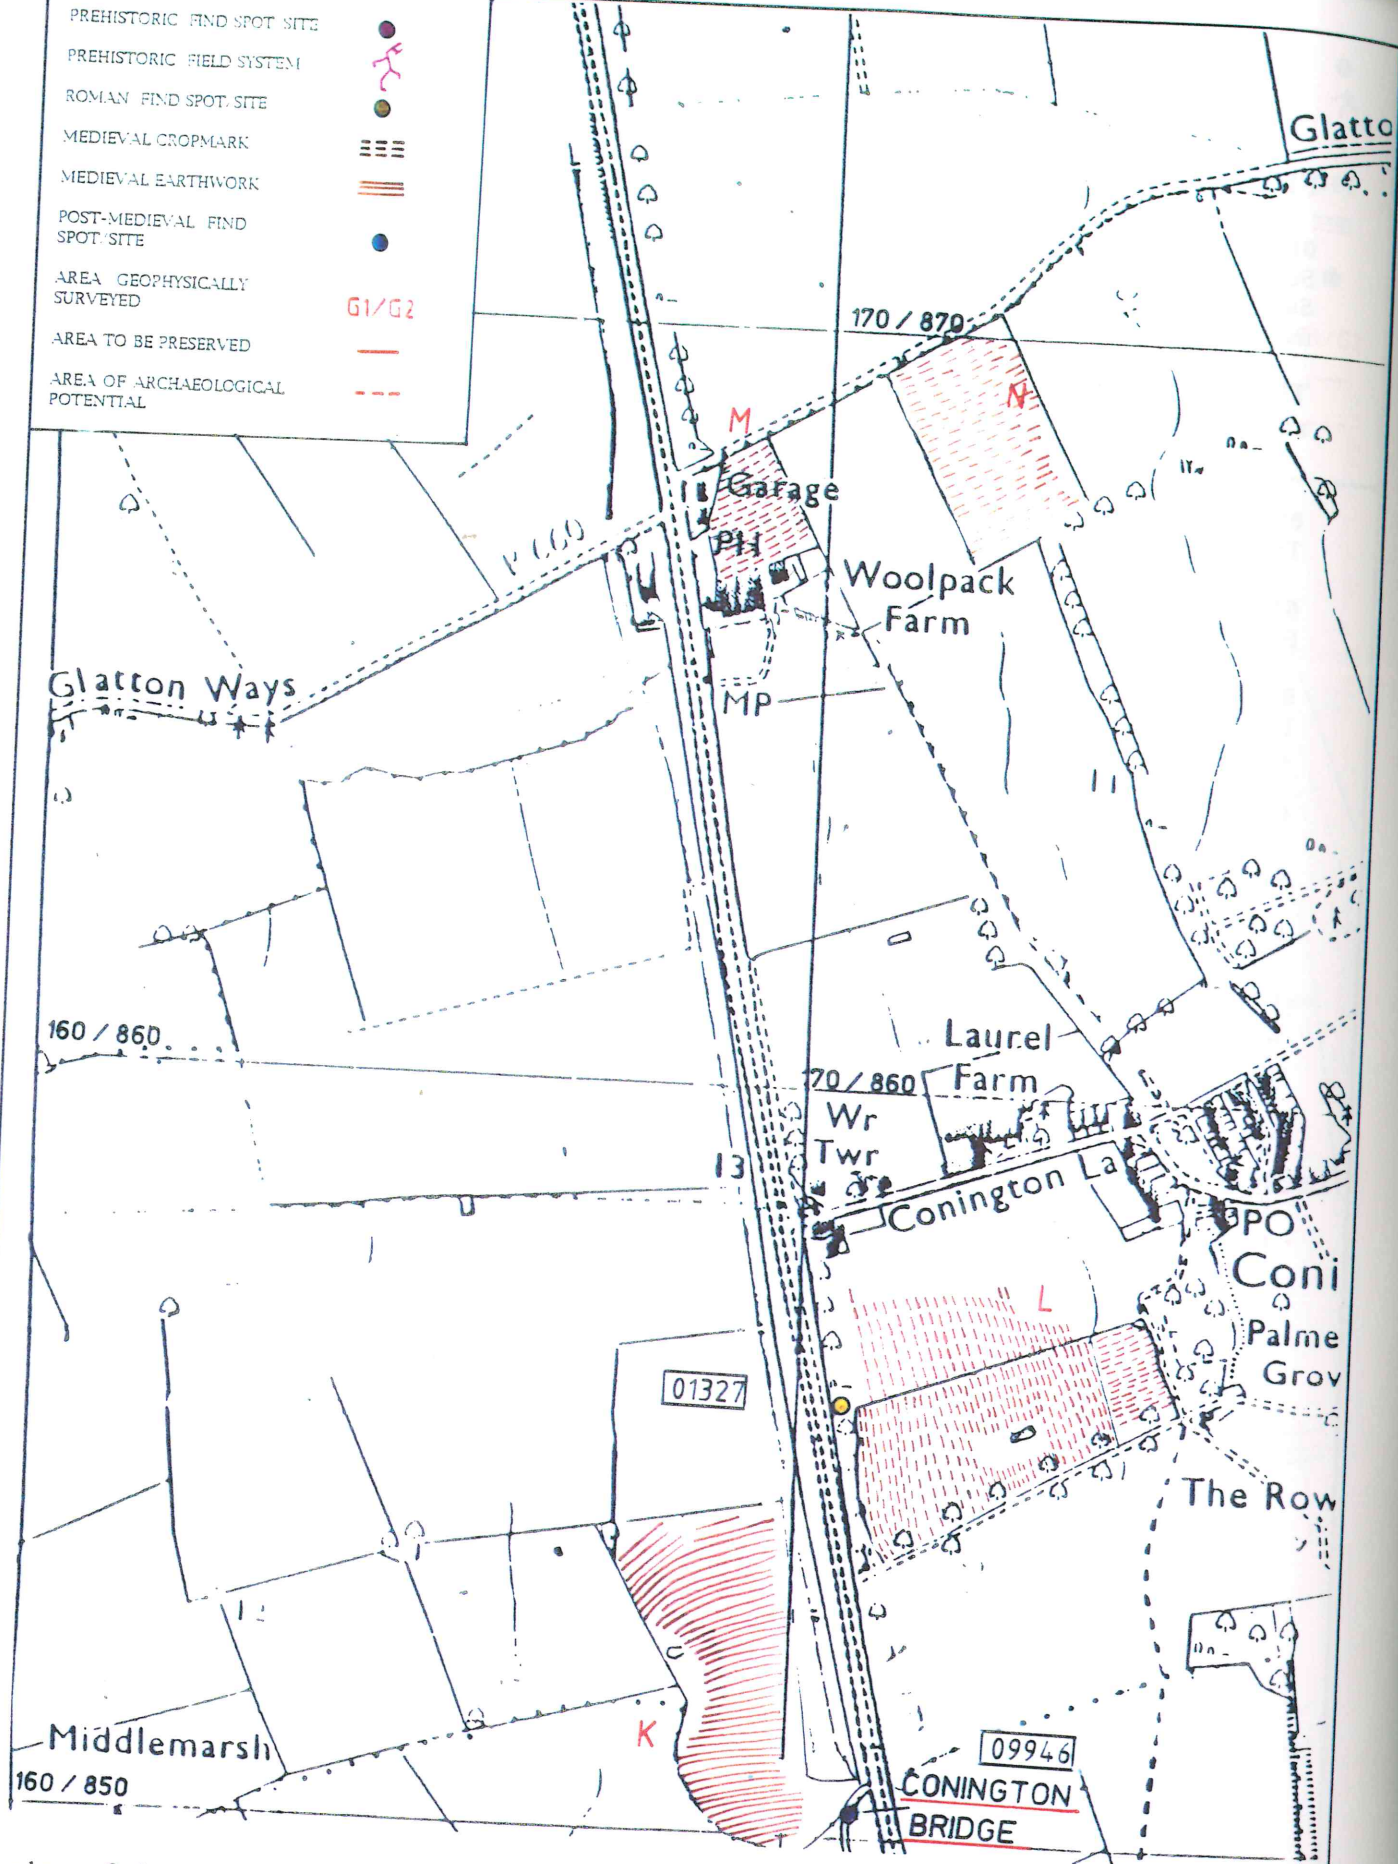 PREHISTORIC FIND SPOT SITE
PREHISTORIC FIELD SYSTEM
ROMAN FIND SPOT/SITE
MEDIEVAL CROPMARK
MEDIEVAL EARTHWORK
POST-MEDIEVAL FIND
SPOT/SITE
AREA GEOPHYSICALLY
SURVEYED
G1/G2
AREA TO BE PRESERVED
AREA OF ARCHAEOLOGICAL
POTENTIAL
Glatto
170 / 870
N
M
Garage
PH
Woolpack
Farm
Glatton Ways
MP
11
160 / 860
Laurel
Farm
70 / 860
Wr
Twr
13
Conington La
PO
Coni
L
Palme
Grov
01327
The Row
K
Middlemarsh
09946
160 / 850
CONINGTON
BRIDGE